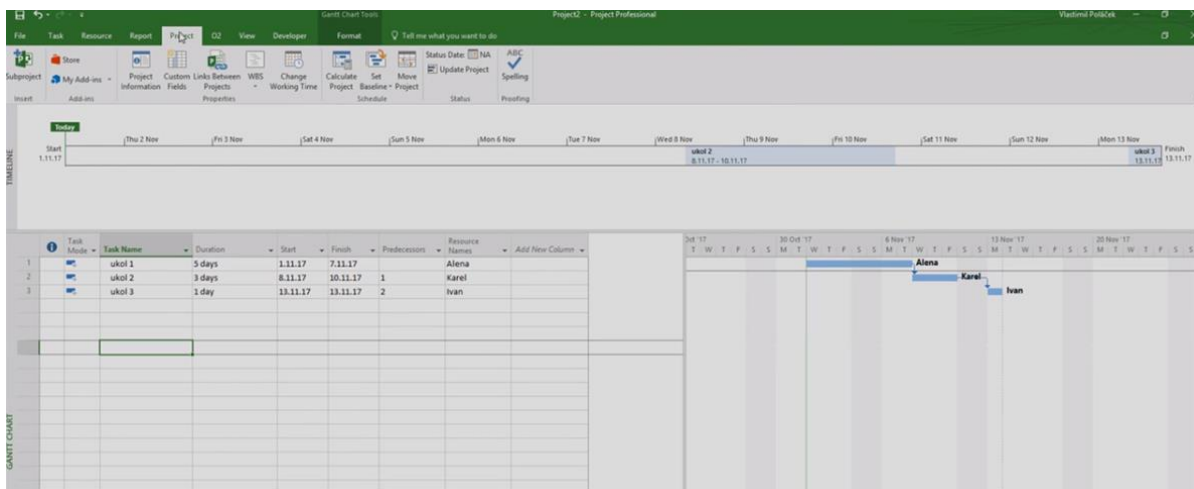 Gantt Chart Tools Project2 - Project Professional Vlastimil Poláček
File Task Resource Report Project O2 View Developer Format Tell me what you want to do
Subproject Store My Add-ins Project Information Custom Fields Links Between Projects WBS Change Working Time Calculate Project Set Baseline Move Project Status Date: NA Update Project ABC Spelling
Insert Add-ins Properties Schedule Status Proofing
Today
Thu 2 Nov Fri 3 Nov Sat 4 Nov Sun 5 Nov Mon 6 Nov Tue 7 Nov Wed 8 Nov Thu 9 Nov Fri 10 Nov Sat 11 Nov Sun 12 Nov Mon 13 Nov
Start
1.11.17
ukol 2
8.11.17 - 10.11.17
ukol 3
13.11.17
Finish
13.11.17
TIMELINE
Task Mode Task Name Duration Start Finish Predecessors Resource Names Add New Column
30 Oct '17 6 Nov '17 13 Nov '17 20 Nov '17
T W T F S S M T W T F S S M T W T F S S M T W T F S S M T W T F S S
1 ukol 1 5 days 1.11.17 7.11.17 Alena
2 ukol 2 3 days 8.11.17 10.11.17 1 Karel
3 ukol 3 1 day 13.11.17 13.11.17 2 Ivan
Alena
Karel
Ivan
GANTT CHART